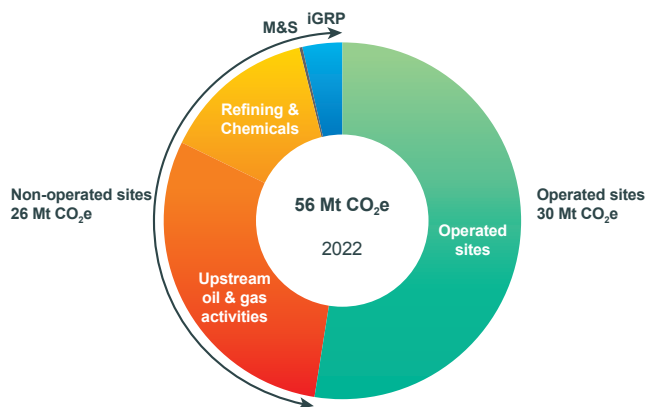 M&S
iGRP
Refining &
Chemicals
Non-operated sites
26 Mt CO₂e
56 Mt CO₂e
2022
Operated sites
30 Mt CO₂e
Operated
sites
Upstream
oil & gas
activities